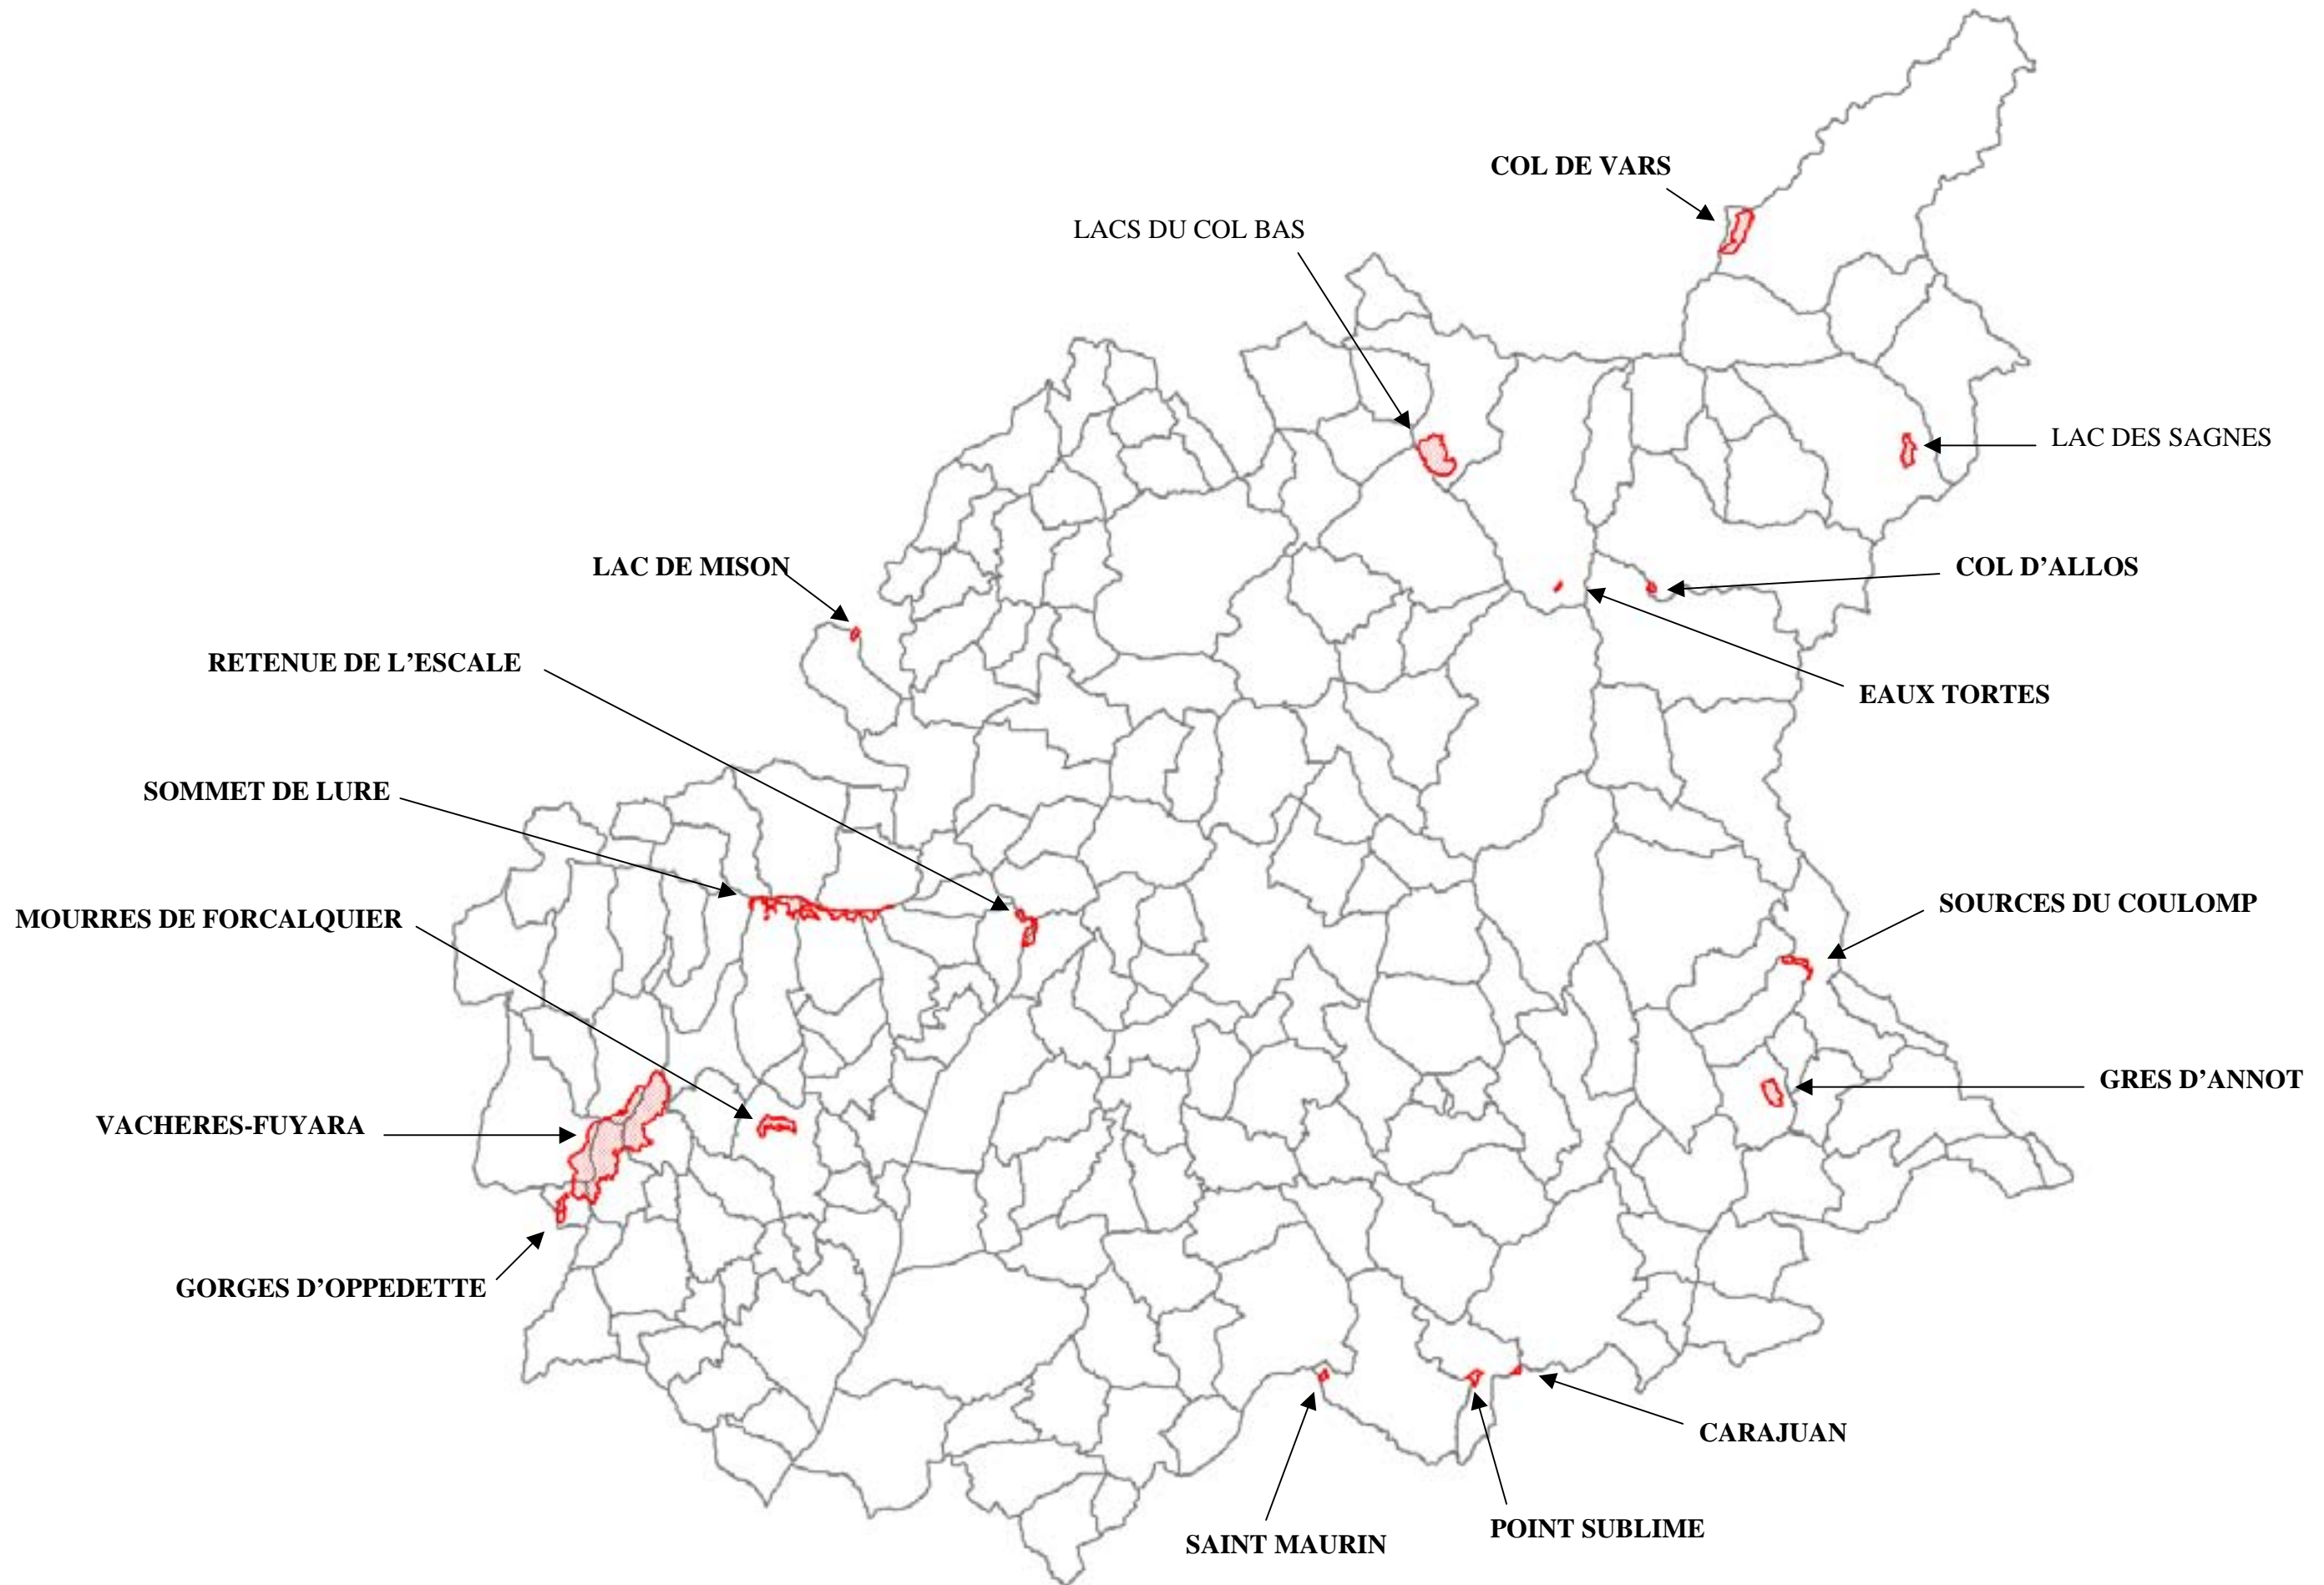 COL DE VARS
LACS DU COL BAS
LAC DES SAGNES
LAC DE MISON
COL D'ALLOS
RETENUE DE L'ESCALE
EAUX TORTES
SOMMET DE LURE
SOURCES DU COULOMP
MOURRES DE FORCALQUIER
GRES D'ANNOT
VACHERES-FUYARA
GORGES D'OPPEDETTE
CARAJUAN
POINT SUBLIME
SAINT MAURIN